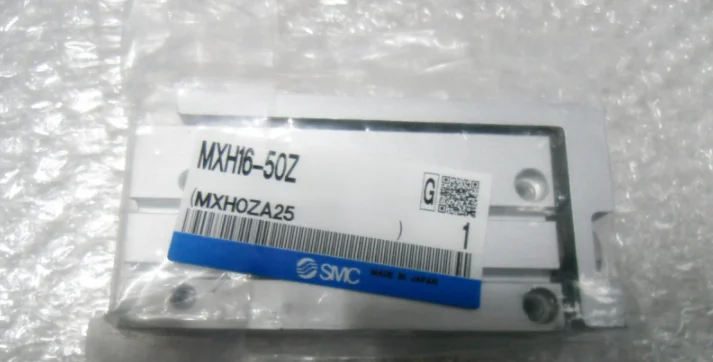 MXH16-50Z
G
(MXH0ZA25 )
1
SMC MADE IN JAPAN